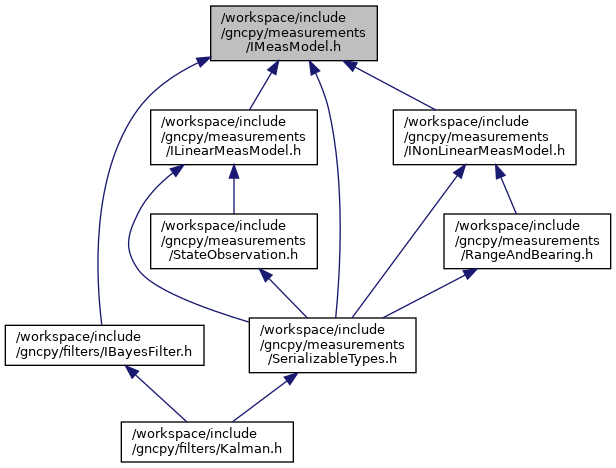 /workspace/include
/gncpy/measurements
/IMeasModel.h
/workspace/include
/gncpy/measurements
/ILinearMeasModel.h
/workspace/include
/gncpy/measurements
/INonLinearMeasModel.h
/workspace/include
/gncpy/measurements
/StateObservation.h
/workspace/include
/gncpy/measurements
/RangeAndBearing.h
/workspace/include
/gncpy/filters/IBayesFilter.h
/workspace/include
/gncpy/measurements
/SerializableTypes.h
/workspace/include
/gncpy/filters/Kalman.h